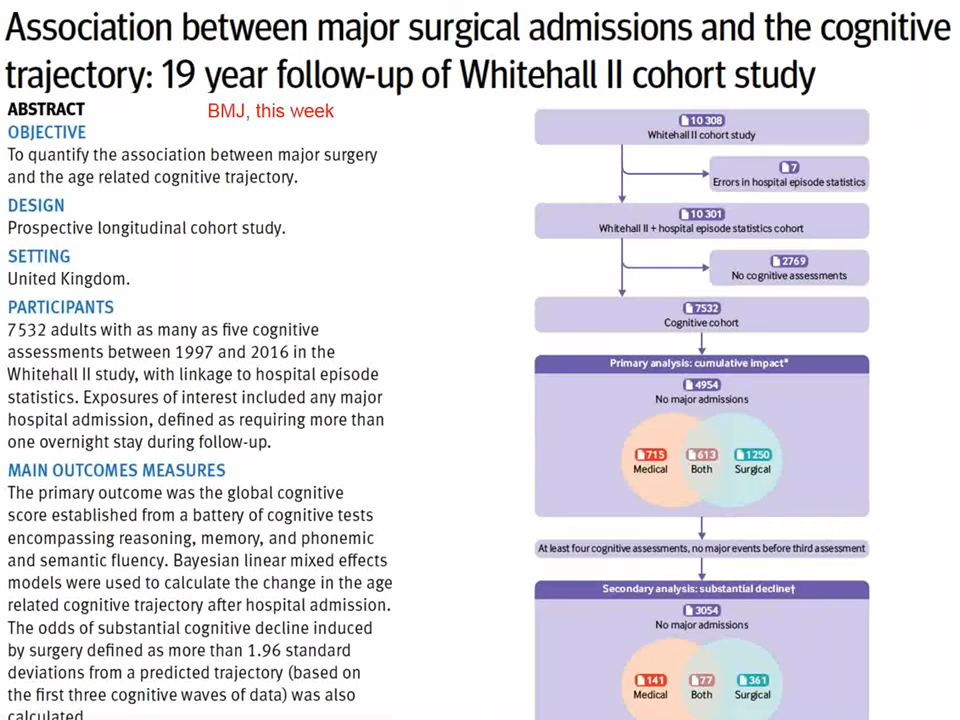 Association between major surgical admissions and the cognitive
trajectory: 19 year follow-up of Whitehall II cohort study
ABSTRACT
BMJ, this week
OBJECTIVE
To quantify the association between major surgery
and the age related cognitive trajectory.
DESIGN
Prospective longitudinal cohort study.
SETTING
United Kingdom.
PARTICIPANTS
7532 adults with as many as five cognitive
assessments between 1997 and 2016 in the
Whitehall II study, with linkage to hospital episode
statistics. Exposures of interest included any major
hospital admission, defined as requiring more than
one overnight stay during follow-up.
MAIN OUTCOMES MEASURES
The primary outcome was the global cognitive
score established from a battery of cognitive tests
encompassing reasoning, memory, and phonemic
and semantic fluency. Bayesian linear mixed effects
models were used to calculate the change in the age
related cognitive trajectory after hospital admission.
The odds of substantial cognitive decline induced
by surgery defined as more than 1.96 standard
deviations from a predicted trajectory (based on
the first three cognitive waves of data) was also
calculated
10 308
Whitehall II cohort study
7
Errors in hospital episode statistics
10 301
Whitehall II + hospital episode statistics cohort
2769
No cognitive assessments
7532
Cognitive cohort
Primary analysis: cumulative impact*
4954
No major admissions
715 613 1250
Medical Both Surgical
At least four cognitive assessments, no major events before third assessment
Secondary analysis: substantial decline†
3054
No major admissions
141 77 361
Medical Both Surgical